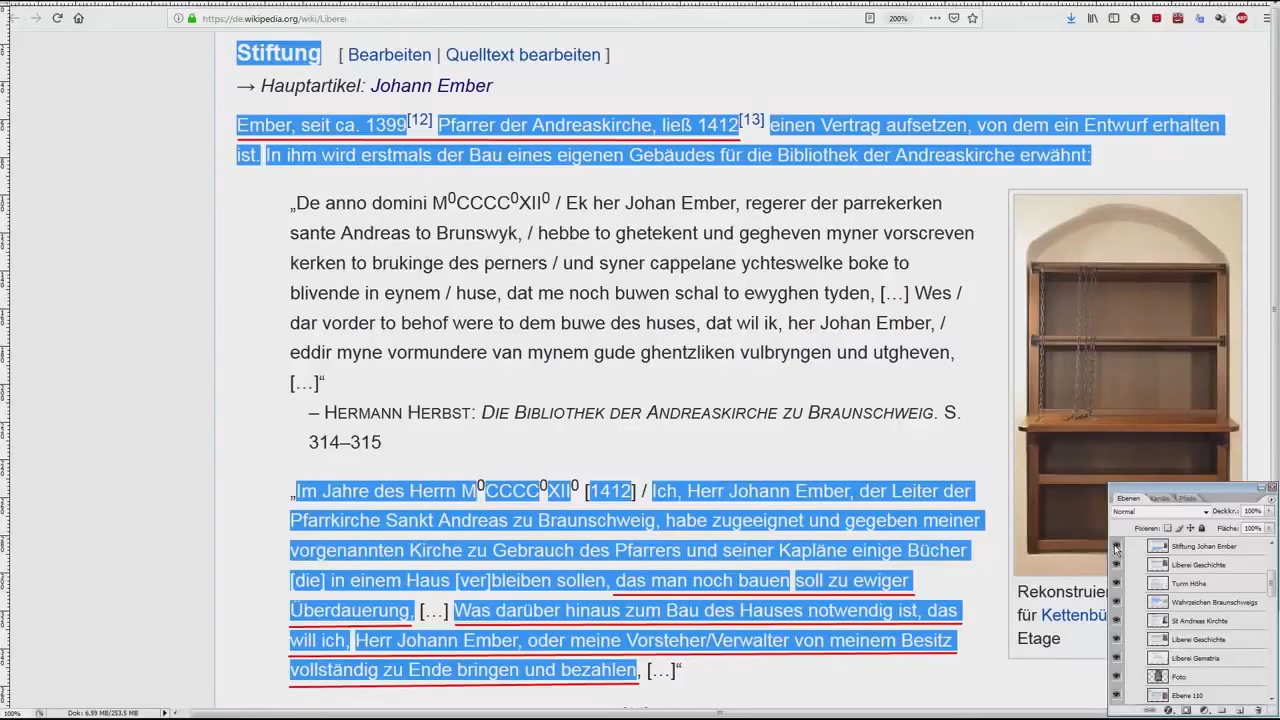 https://de.wikipedia.org/wiki/Liberei
200%
Stiftung [ Bearbeiten | Quelltext bearbeiten ]
→ Hauptartikel: Johann Ember
Ember, seit ca. 1399[12] Pfarrer der Andreaskirche, ließ 1412[13] einen Vertrag aufsetzen, von dem ein Entwurf erhalten
ist. In ihm wird erstmals der Bau eines eigenen Gebäudes für die Bibliothek der Andreaskirche erwähnt:
„De anno domini M⁰CCCC⁰XII⁰ / Ek her Johan Ember, regerer der parrekerken
sante Andreas to Brunswyk, / hebbe to ghetekent und gegheven myner vorscreven
kerken to brukinge des perners / und syner cappelane ychteswelke boke to
blivende in eynem / huse, dat me noch buwen schal to ewyghen tyden, […] Wes /
dar vorder to behof were to dem buwe des huses, dat wil ik, her Johan Ember, /
eddir myne vormundere van mynem gude ghentzliken vulbryngen und utgheven,
[…]“
– HERMANN HERBST: DIE BIBLIOTHEK DER ANDREASKIRCHE ZU BRAUNSCHWEIG. S.
314–315
„Im Jahre des Herrn M⁰CCCC⁰XII⁰ [1412] / Ich, Herr Johann Ember, der Leiter der
Pfarrkirche Sankt Andreas zu Braunschweig, habe zugeeignet und gegeben meiner
vorgenannten Kirche zu Gebrauch des Pfarrers und seiner Kapläne einige Bücher
[die] in einem Haus [ver]bleiben sollen, das man noch bauen soll zu ewiger
Überdauerung, […] Was darüber hinaus zum Bau des Hauses notwendig ist, das
will ich, Herr Johann Ember, oder meine Vorsteher/Verwalter von meinem Besitz
vollständig zu Ende bringen und bezahlen, […]“
Rekonstruie
für Kettenbü
Etage
Ebenen Kanäle Pfade
Normal Deckkr.: 100%
Fixieren: Fläche: 100%
Stiftung Johan Ember
Liberei Geschichte
Turm Höhe
Wahrzeichen Braunschweigs
St Andreas Kirchte
Liberei Geschichte
Liberei Gematria
Foto
Ebene 110
100% Dok: 6.59 MB/253.5 MB